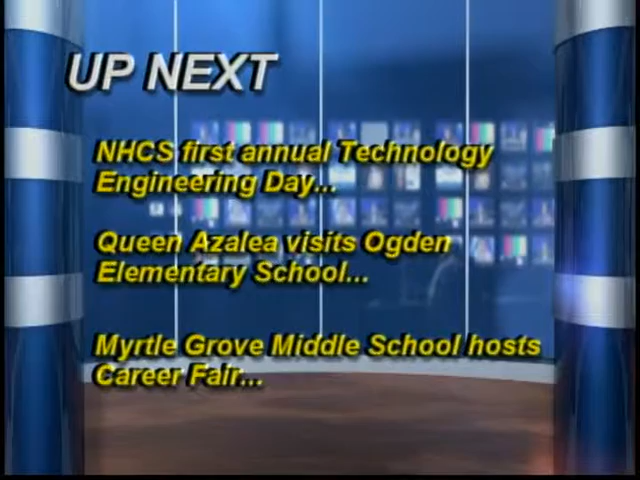 UP NEXT
NHCS first annual Technology
Engineering Day...
Queen Azalea visits Ogden
Elementary School...
Myrtle Grove Middle School hosts
Career Fair...